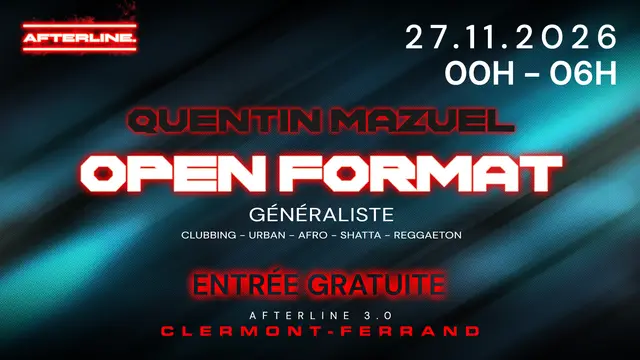 AFTERLINE.
27.11.2026
00H - 06H
QUENTIN MAZUEL
OPEN FORMAT
GÉNÉRALISTE
CLUBBING - URBAN - AFRO - SHATTA - REGGAETON
ENTRÉE GRATUITE
AFTERLINE 3.0
CLERMONT-FERRAND